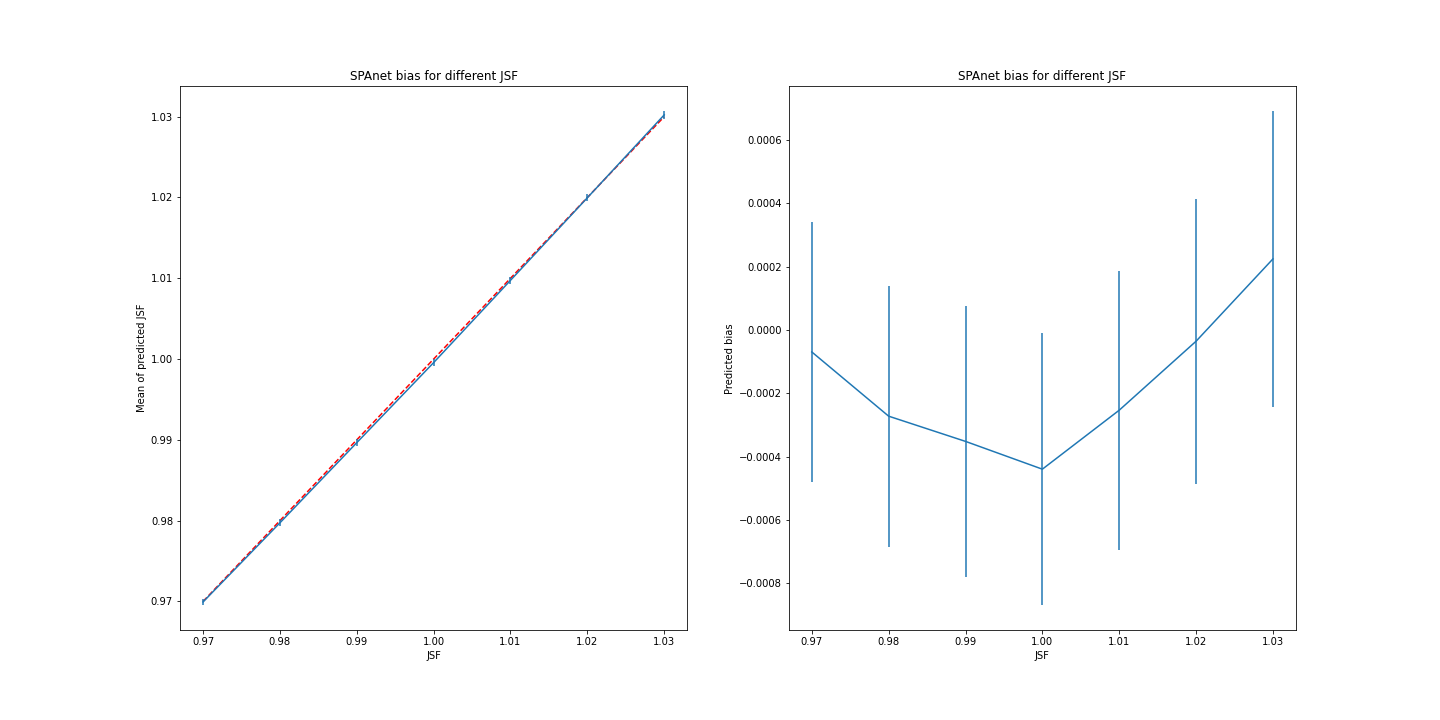 SPAnet bias for different JSF
1.03
1.02
1.01
1.00
0.99
0.98
0.97
Mean of predicted JSF
0.97 0.98 0.99 1.00 1.01 1.02 1.03
JSF
SPAnet bias for different JSF
0.0006
0.0004
0.0002
0.0000
−0.0002
−0.0004
−0.0006
−0.0008
Predicted bias
0.97 0.98 0.99 1.00 1.01 1.02 1.03
JSF